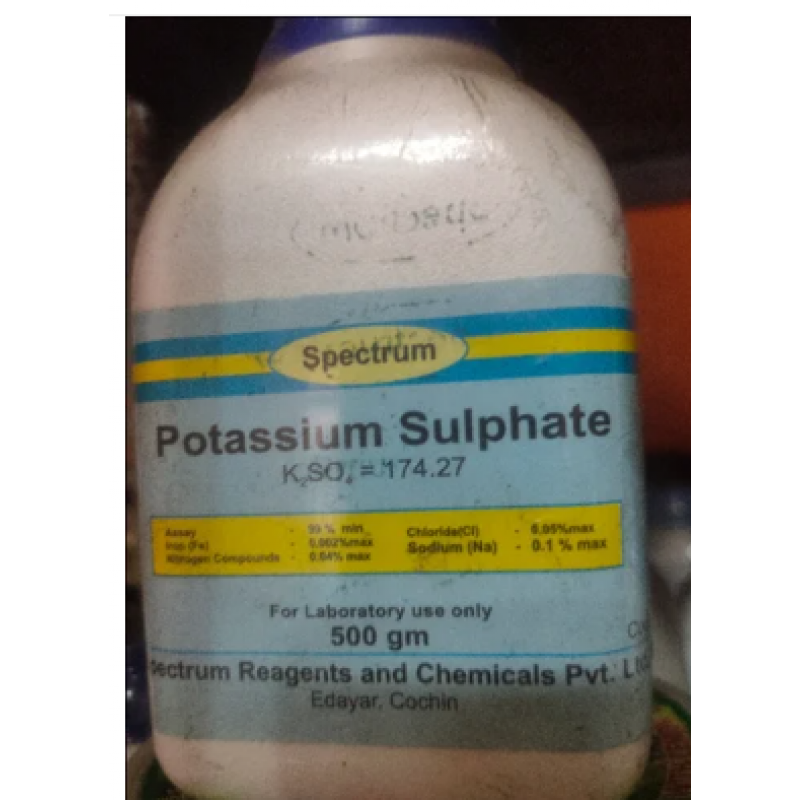 Spectrum
Potassium Sulphate
K₂SO₄ = 174.27
Assay - 99 % min
Iron (Fe) - 0.002%max
Nitrogen Compounds - 0.04% max
Chloride(Cl) - 0.05%max
Sodium (Na) - 0.1 % max
For Laboratory use only
500 gm
ectrum Reagents and Chemicals Pvt. Ltd
Edayar, Cochin